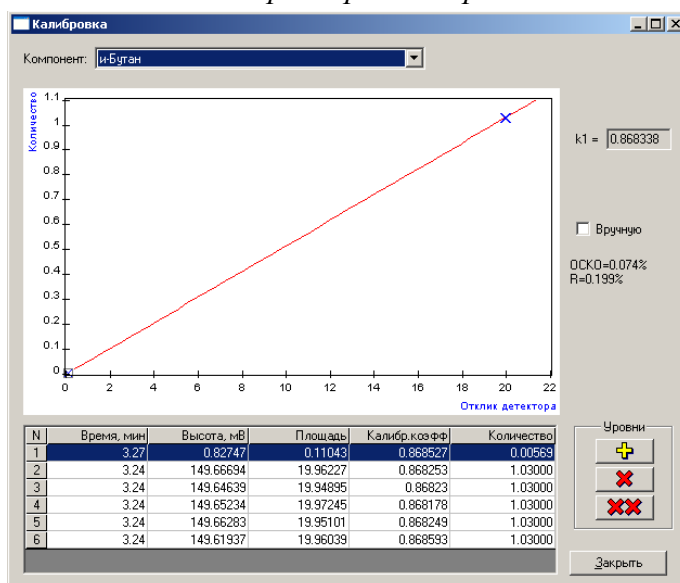 Калибровка
Компонент: и-Бутан
Количество
1.1
1
0.9
0.8
0.7
0.6
0.5
0.4
0.3
0.2
0.1
0
0 2 4 6 8 10 12 14 16 18 20 22
Отклик детектора
k1 = 0.868338
Вручную
ОСКО=0.074%
R=0.199%
N Время, мин Высота, мВ Площадь Калибр.коэфф Количество
1 3.27 0.82747 0.11043 0.868527 0.00569
2 3.24 149.66694 19.96227 0.868253 1.03000
3 3.24 149.64639 19.94895 0.86823 1.03000
4 3.24 149.65234 19.97245 0.868178 1.03000
5 3.24 149.66283 19.95101 0.868249 1.03000
6 3.24 149.61937 19.96039 0.868593 1.03000
Уровни
Закрыть